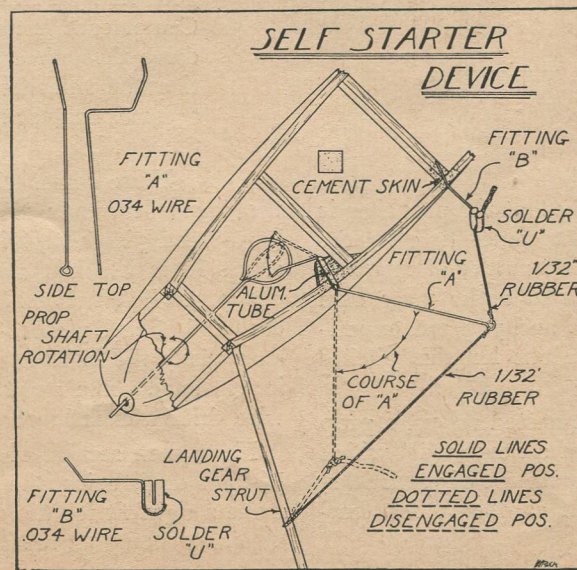 SELF STARTER
DEVICE
FITTING
"A"
034 WIRE
SIDE TOP
CEMENT SKIN
FITTING
"B"
SOLDER
"U"
1/32"
RUBBER
FITTING
"A"
ALUM.
TUBE
PROP
SHAFT
ROTATION
COURSE
OF "A"
1/32'
RUBBER
LANDING
GEAR
STRUT
FITTING
"B"
.034 WIRE
SOLDER
"U"
SOLID LINES
ENGAGED POS.
DOTTED LINES
DISENGAGED POS.